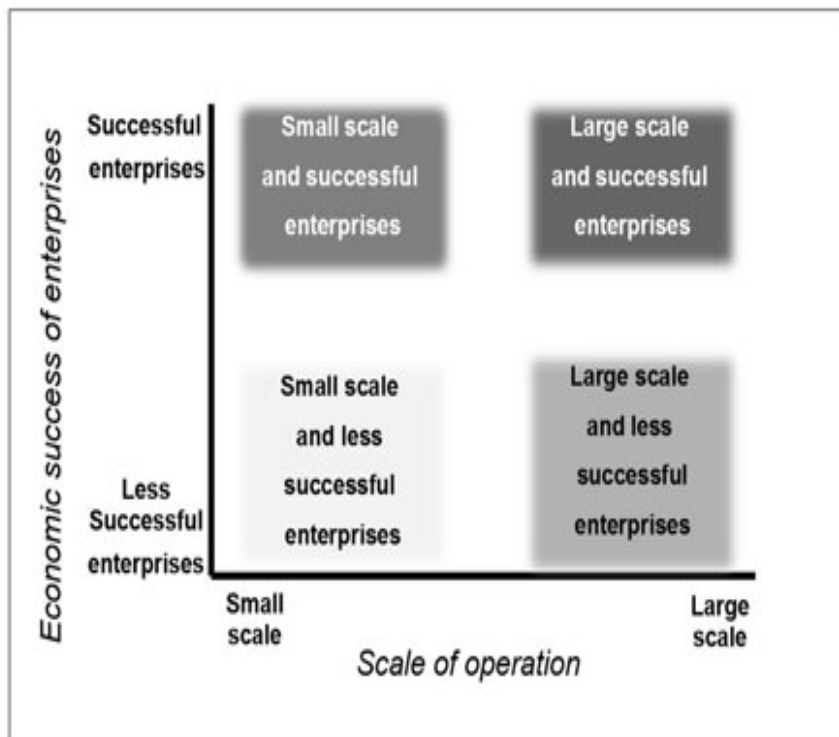 Economic success of enterprises
Successful
enterprises
Small scale
and successful
enterprises
Large scale
and successful
enterprises
Less
Successful
enterprises
Small scale
and less
successful
enterprises
Large scale
and less
successful
enterprises
Small
scale
Large
scale
Scale of operation